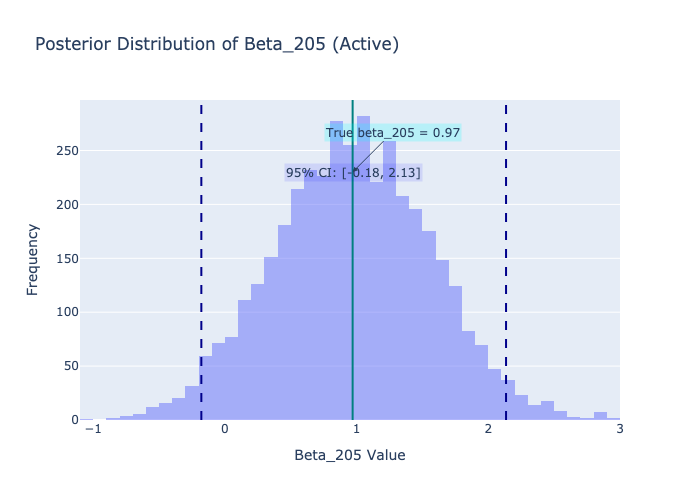 Posterior Distribution of Beta_205 (Active)
True beta_205 = 0.97
95% CI: [-0.18, 2.13]
Frequency
250
200
150
100
50
0
−1
0
1
2
3
Beta_205 Value